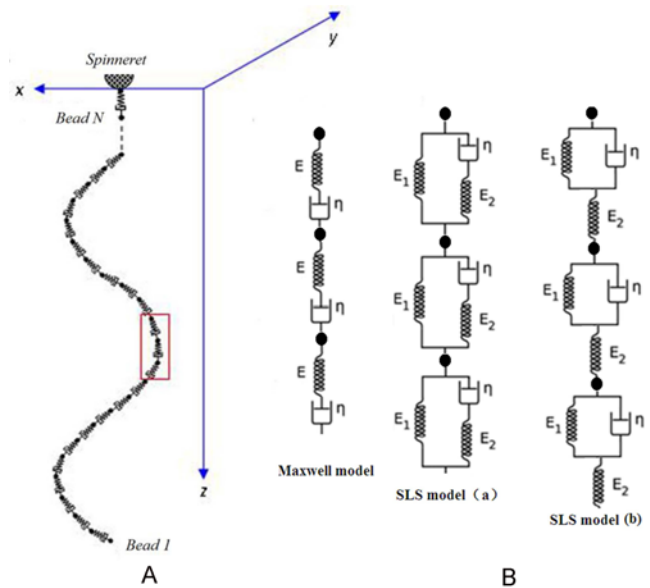 y
Spinneret
x
Bead N
z
Bead 1
A
E
η
E
η
E
η
Maxwell model
η
E1
E2
η
E1
E2
η
E1
E2
SLS model (a)
E1
η
E2
E1
η
E2
E1
η
E2
SLS model (b)
B